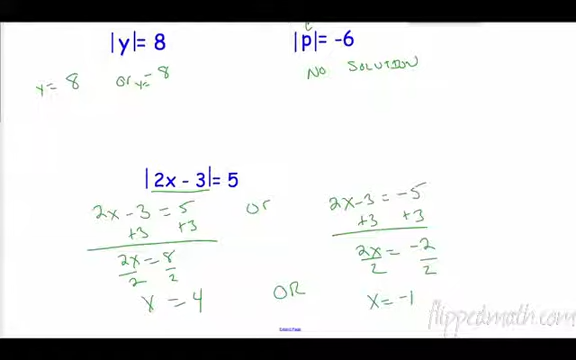 |y|= 8
|p|= -6
y= 8 or y= -8
NO SOLUTION
|2x - 3|= 5
2x-3 = 5 or 2x-3 = -5
+3 +3 +3 +3
2x = 8 2x = -2
2 2 2 2
x = 4 OR x = -1
flippedmath.com/